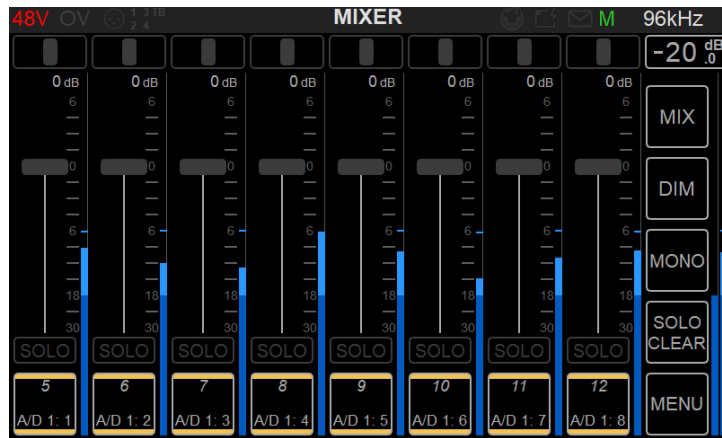 48V OV 1 3 TB MIXER M 96kHz
2 4
-20 dB
.0
0 dB 0 dB 0 dB 0 dB 0 dB 0 dB 0 dB 0 dB
6 6 6 6 6 6 6 6
MIX
0 0 0 0 0 0 0 0
DIM
6 6 6 6 6 6 6 6
MONO
18 18 18 18 18 18 18 18
30 30 30 30 30 30 30 30
SOLO SOLO SOLO SOLO SOLO SOLO SOLO SOLO
SOLO
CLEAR
5 6 7 8 9 10 11 12
A/D 1: 1 A/D 1: 2 A/D 1: 3 A/D 1: 4 A/D 1: 5 A/D 1: 6 A/D 1: 7 A/D 1: 8
MENU